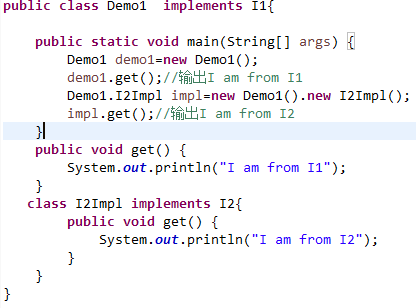 public class Demo1  implements I1{
    public static void main(String[] args) {
        Demo1 demo1=new Demo1();
        demo1.get();//输出I am from I1
        Demo1.I2Impl impl=new Demo1().new I2Impl();
        impl.get();//输出I am from I2
    }
    public void get() {
        System.out.println("I am from I1");
    }
   class I2Impl implements I2{
        public void get() {
            System.out.println("I am from I2");
        }
    }
}